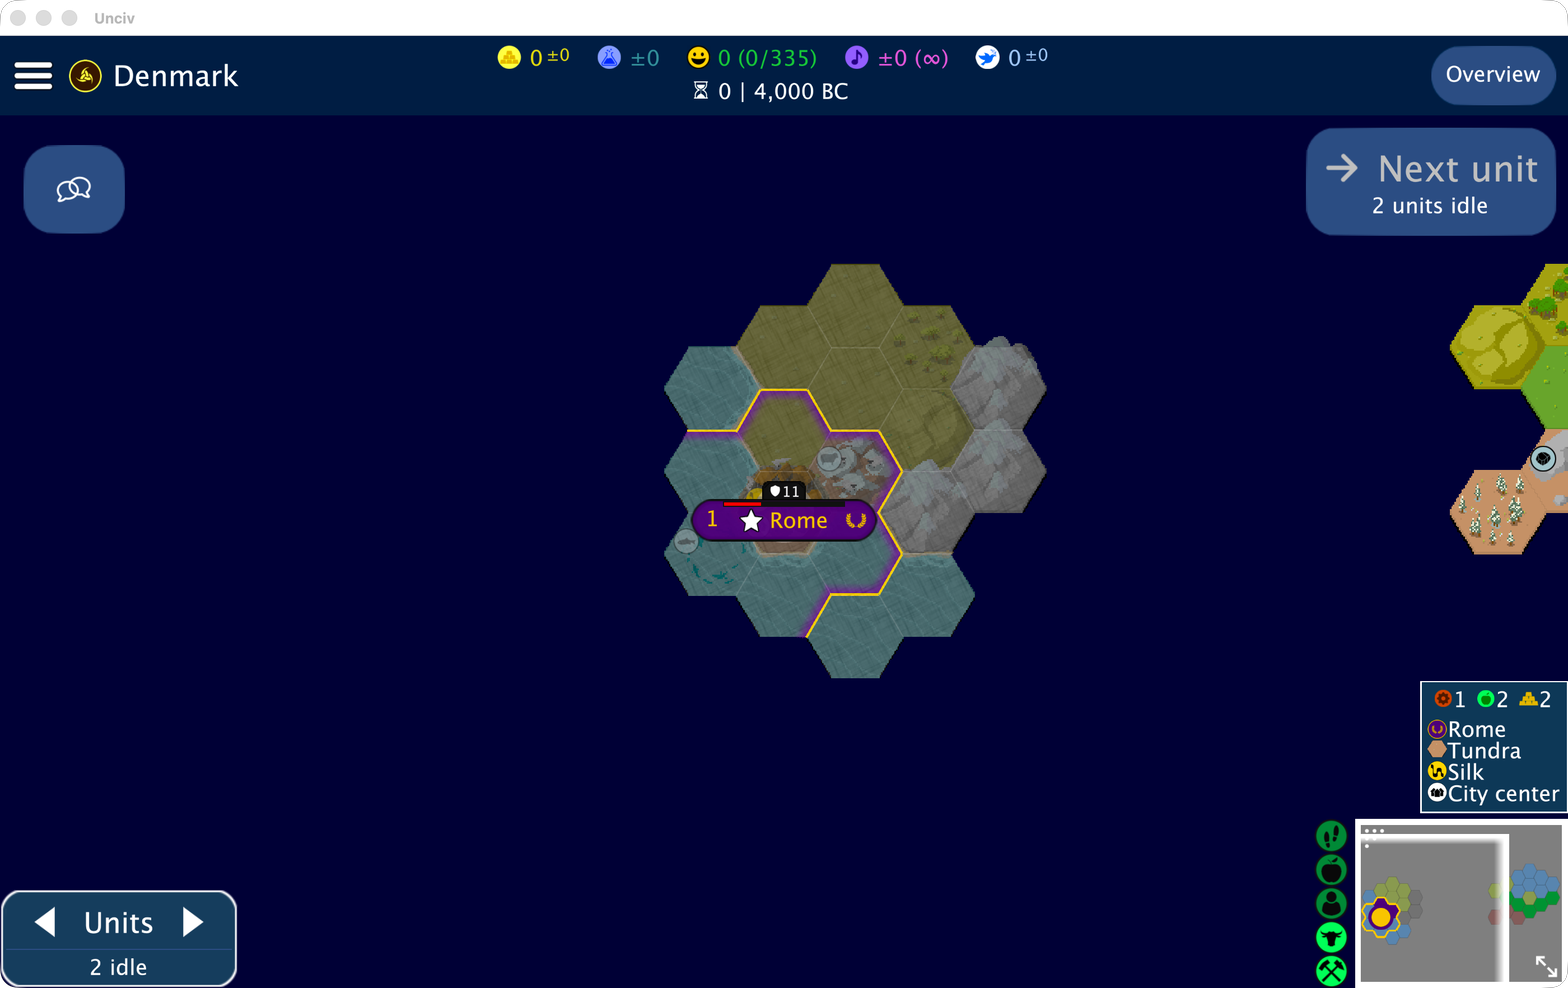 Unciv
Denmark
0 ±0
±0
0 (0/335)
±0 (∞)
0 ±0
0 | 4,000 BC
Overview
Next unit
2 units idle
11
1 Rome
1 2 2
Rome
Tundra
Silk
City center
Units
2 idle